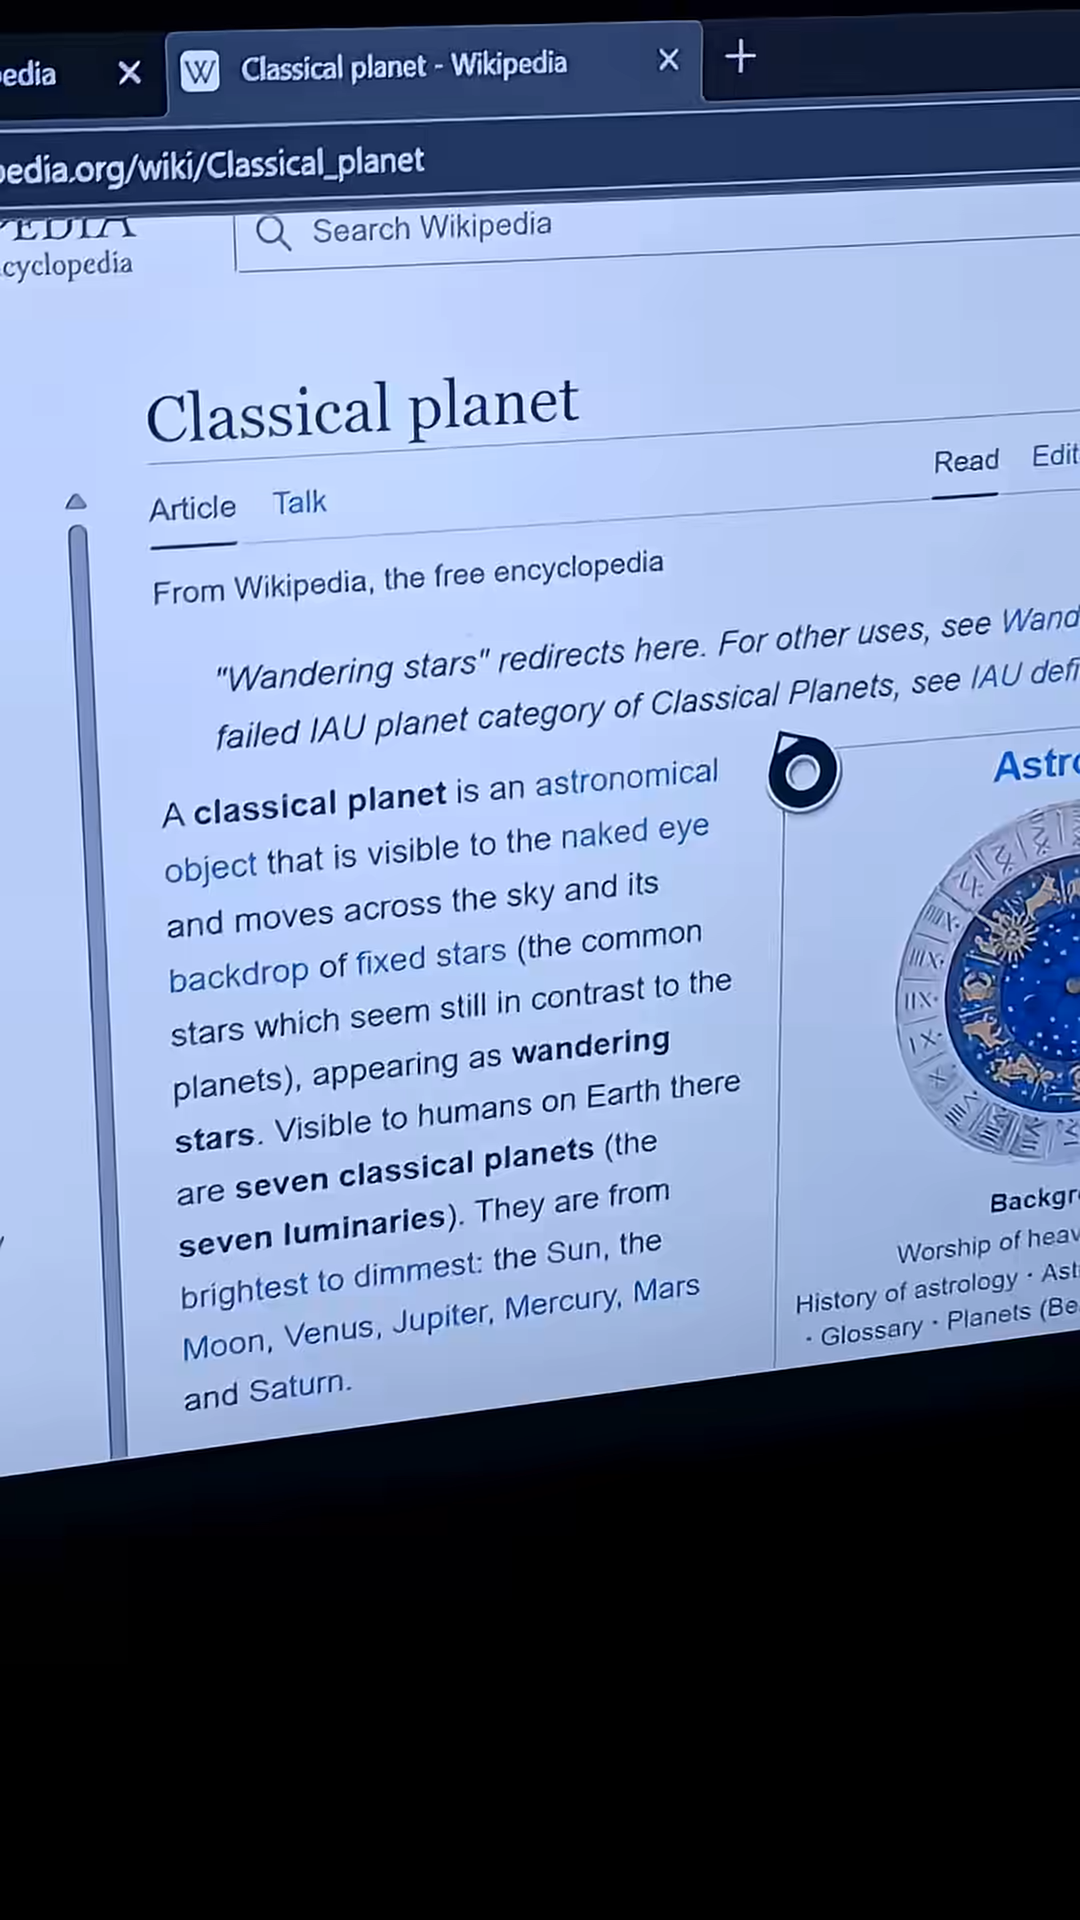 Classical planet - Wikipedia
edia.org/wiki/Classical_planet
Search Wikipedia
cyclopedia
Classical planet
Read Edit
Article Talk
From Wikipedia, the free encyclopedia
"Wandering stars" redirects here. For other uses, see Wand
failed IAU planet category of Classical Planets, see IAU defi
A classical planet is an astronomical
object that is visible to the naked eye
and moves across the sky and its
backdrop of fixed stars (the common
stars which seem still in contrast to the
planets), appearing as wandering
stars. Visible to humans on Earth there
are seven classical planets (the
seven luminaries). They are from
brightest to dimmest: the Sun, the
Moon, Venus, Jupiter, Mercury, Mars
and Saturn.
Astro
Backgr
Worship of heav
History of astrology · Ast
· Glossary · Planets (Be